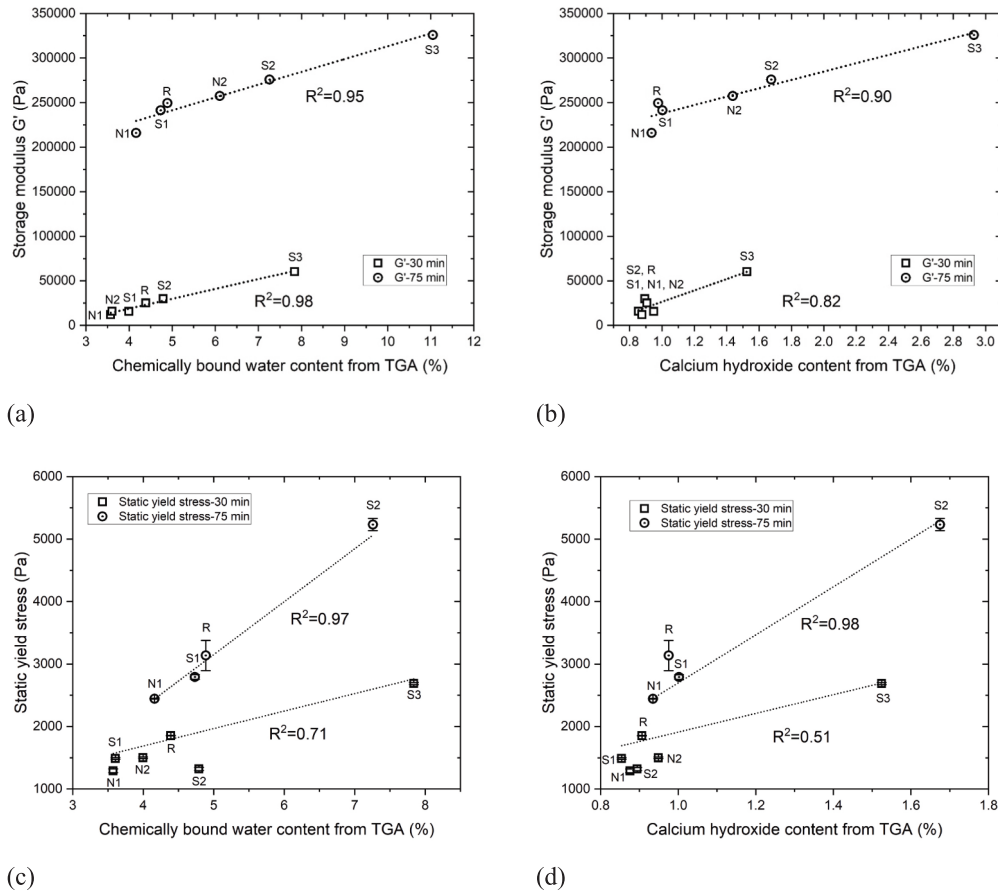 350000
300000
250000
200000
150000
100000
50000
0
Storage modulus G' (Pa)
S3
S2
N2
R
S1
N1
R²=0.95
S3
S2
R
S1
N2
N1
R²=0.98
G'-30 min
G'-75 min
3 4 5 6 7 8 9 10 11 12
Chemically bound water content from TGA (%)
(a)
350000
300000
250000
200000
150000
100000
50000
0
Storage modulus G' (Pa)
S3
S2
R
S1
N2
N1
R²=0.90
S3
S2, R
S1, N1, N2
R²=0.82
G'-30 min
G'-75 min
0.8 1.0 1.2 1.4 1.6 1.8 2.0 2.2 2.4 2.6 2.8 3.0
Calcium hydroxide content from TGA (%)
(b)
6000
5000
4000
3000
2000
1000
Static yield stress (Pa)
Static yield stress-30 min
Static yield stress-75 min
S2
R²=0.97
R
S1
N1
S3
R²=0.71
S1
R
N1
N2
S2
3 4 5 6 7 8
Chemically bound water content from TGA (%)
(c)
6000
5000
4000
3000
2000
1000
Static yield stress (Pa)
Static yield stress-30 min
Static yield stress-75 min
S2
R²=0.98
R
S1
N1
S3
R
R²=0.51
S1
N2
N1
S2
0.8 1.0 1.2 1.4 1.6 1.8
Calcium hydroxide content from TGA (%)
(d)